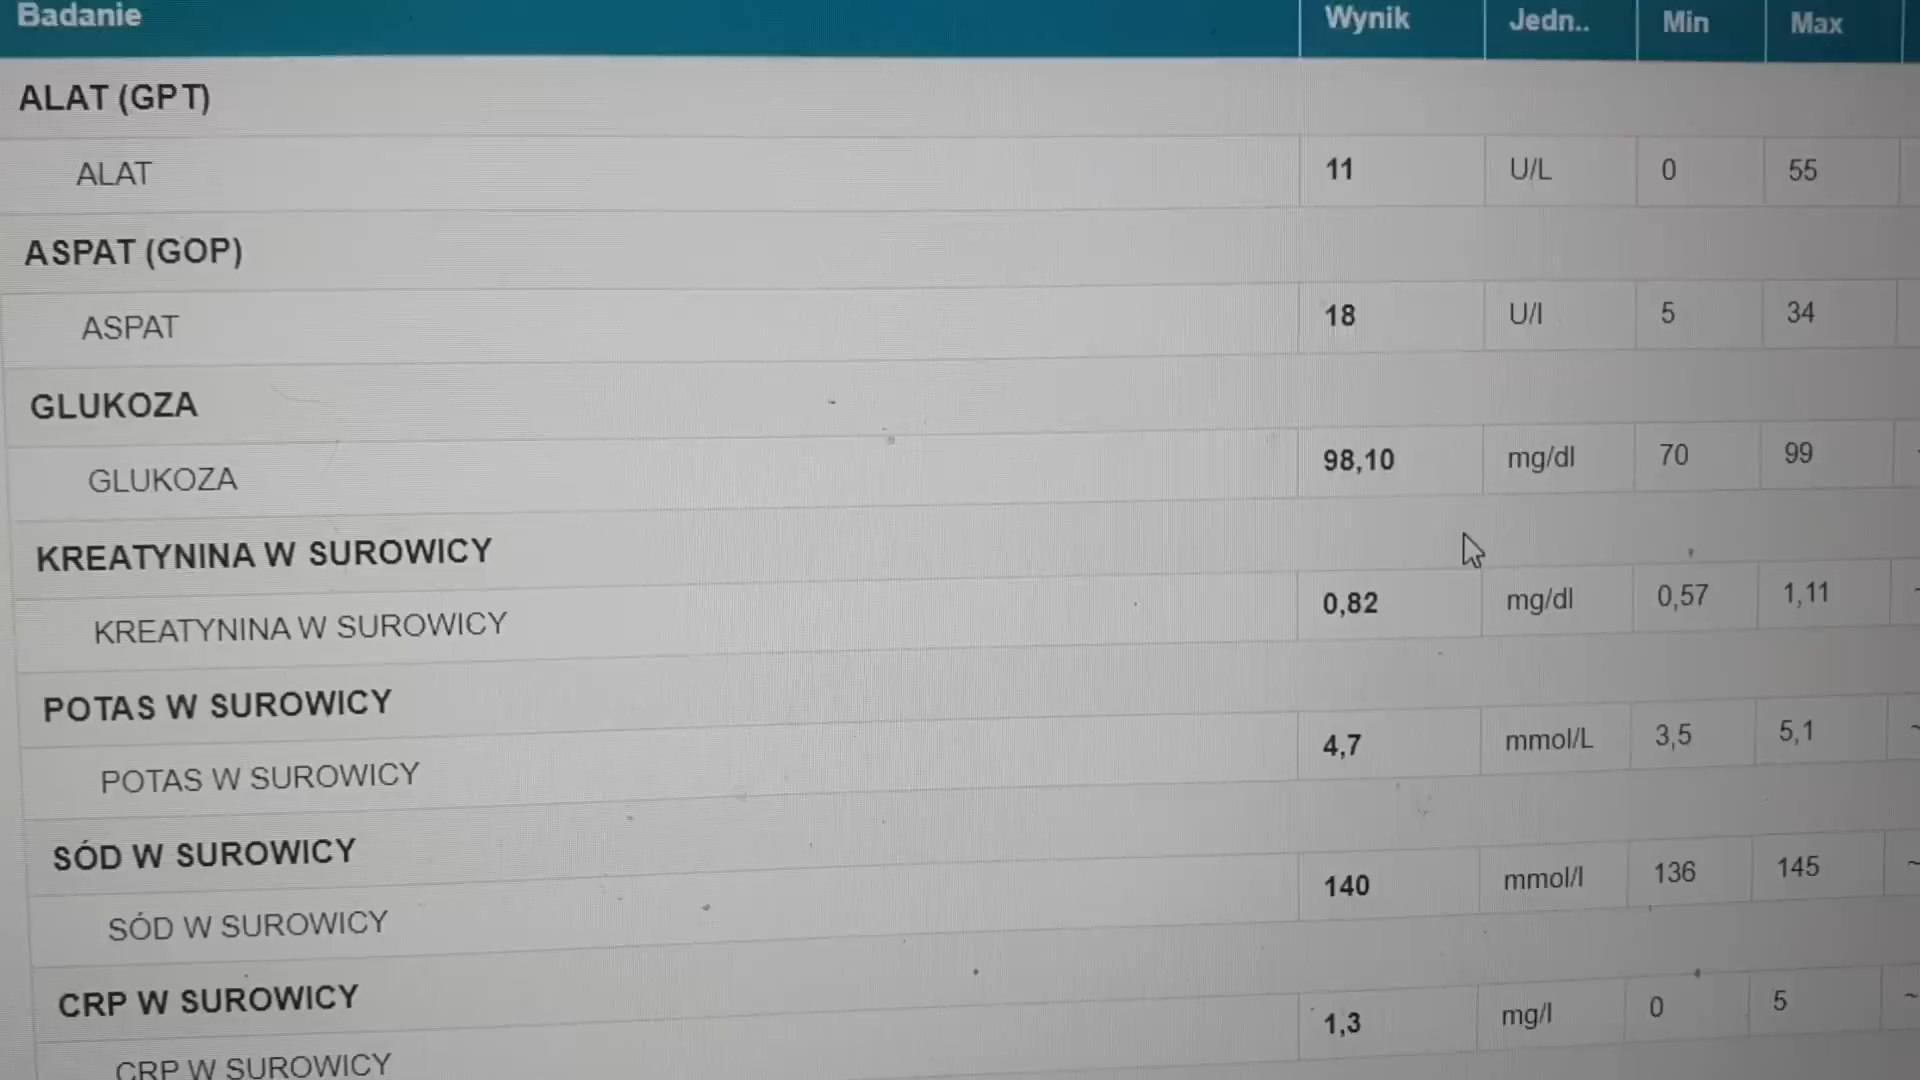 Badanie Wynik Jedn.. Min Max
ALAT (GPT)
ALAT 11 U/L 0 55
ASPAT (GOP)
ASPAT 18 U/l 5 34
GLUKOZA
GLUKOZA 98,10 mg/dl 70 99
KREATYNINA W SUROWICY
KREATYNINA W SUROWICY 0,82 mg/dl 0,57 1,11
POTAS W SUROWICY
POTAS W SUROWICY 4,7 mmol/L 3,5 5,1
SÓD W SUROWICY
SÓD W SUROWICY 140 mmol/l 136 145
CRP W SUROWICY
CRP W SUROWICY 1,3 mg/l 0 5